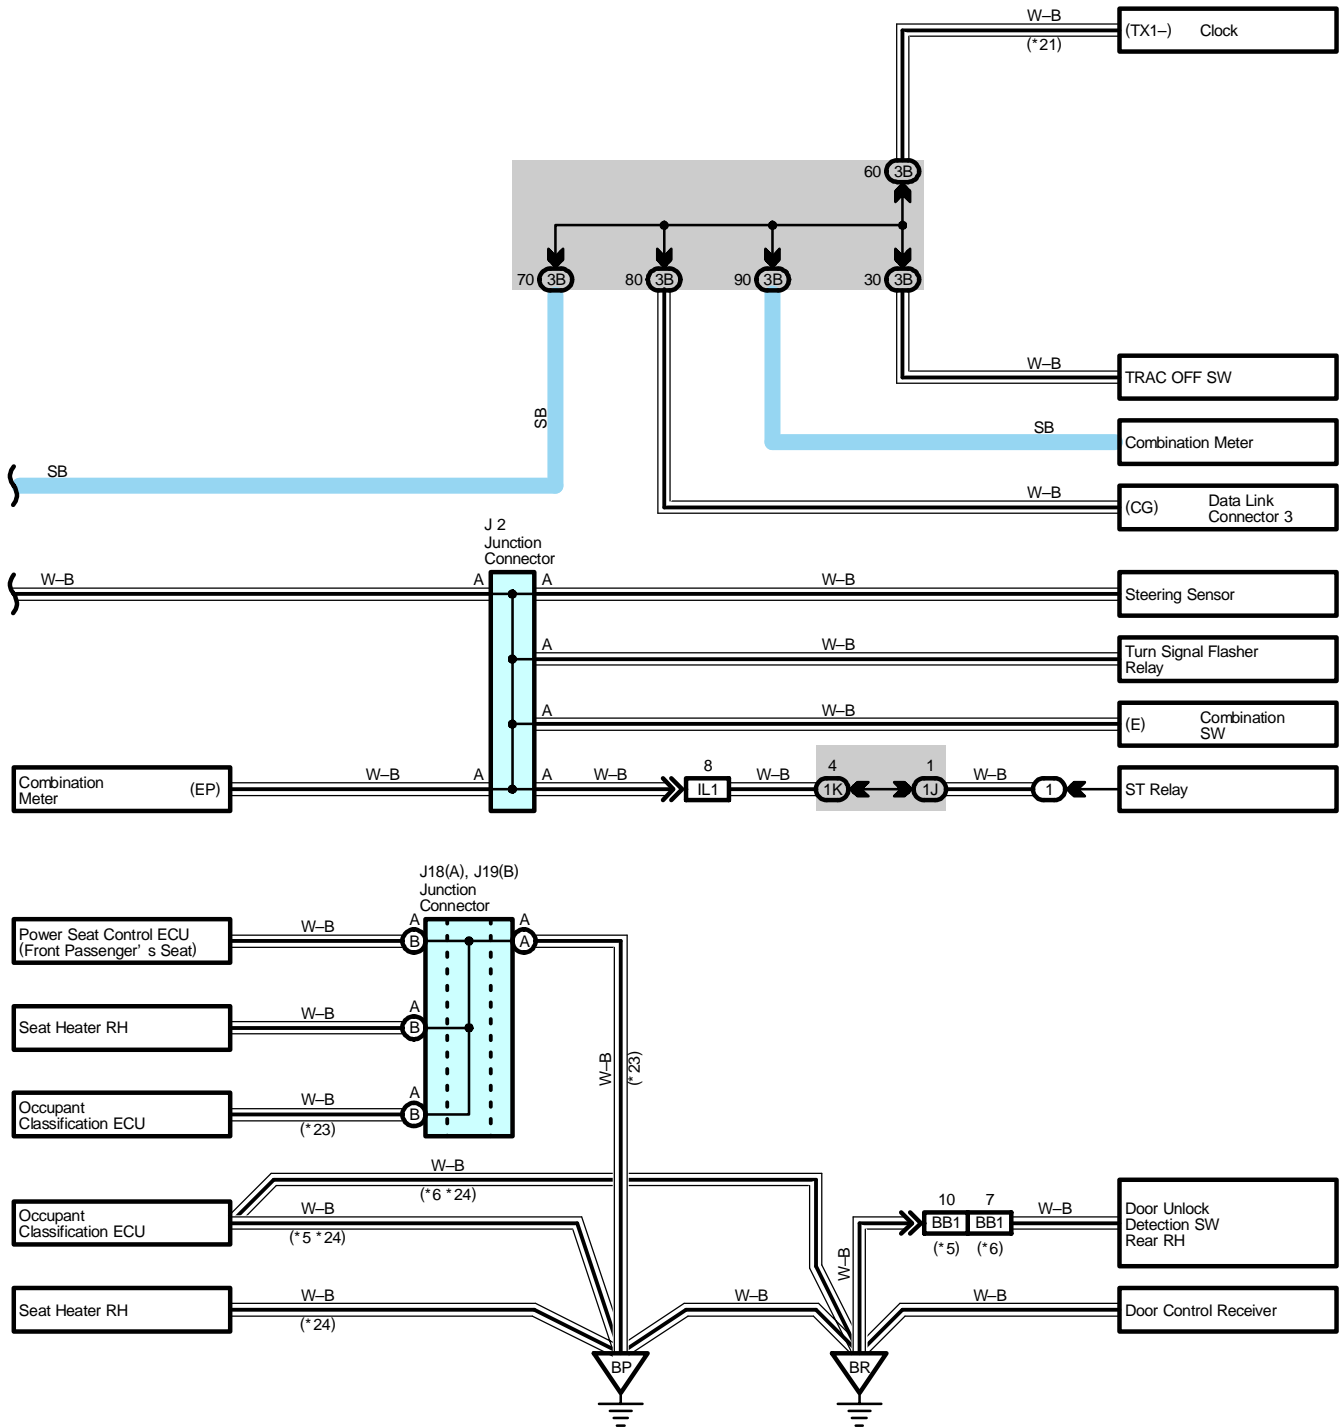 W–B
(*21)
(TX1–) Clock
60 3B
70 3B 80 3B 90 3B 30 3B
W–B
TRAC OFF SW
SB
SB
Combination Meter
SB
W–B
(CG) Data Link
Connector 3
J 2
Junction
Connector
W–B A A W–B
Steering Sensor
A W–B
Turn Signal Flasher
Relay
A W–B
(E) Combination
SW
Combination
Meter (EP)
W–B A A W–B 8 IL1 W–B 4 1K 1 1J W–B 1
ST Relay
J18(A), J19(B)
Junction
Connector
Power Seat Control ECU
(Front Passenger' s Seat)
W–B A B A A
Seat Heater RH
W–B A B
W–B
(*23)
Occupant
Classification ECU
W–B A B
(*23)
W–B
(*6 *24)
Occupant
Classification ECU
W–B
(*5 *24)
W–B
10 7
BB1 BB1
(*5) (*6)
W–B
Door Unlock
Detection SW
Rear RH
Seat Heater RH
W–B
(*24)
W–B
W–B
Door Control Receiver
BP BR